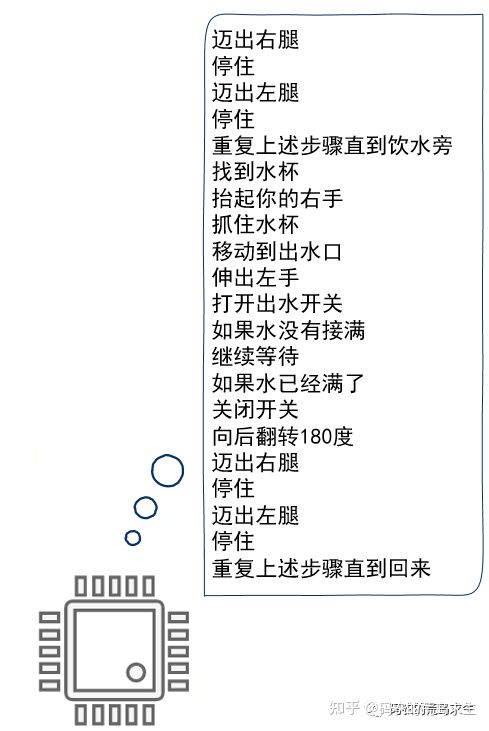 迈出右腿
停住
迈出左腿
停住
重复上述步骤直到饮水旁
找到水杯
抬起你的右手
抓住水杯
移动到出水口
伸出左手
打开出水开关
如果水没有接满
继续等待
如果水已经满了
关闭开关
向后翻转180度
迈出右腿
停住
迈出左腿
停住
重复上述步骤直到回来
知乎 @码农的荒岛求生